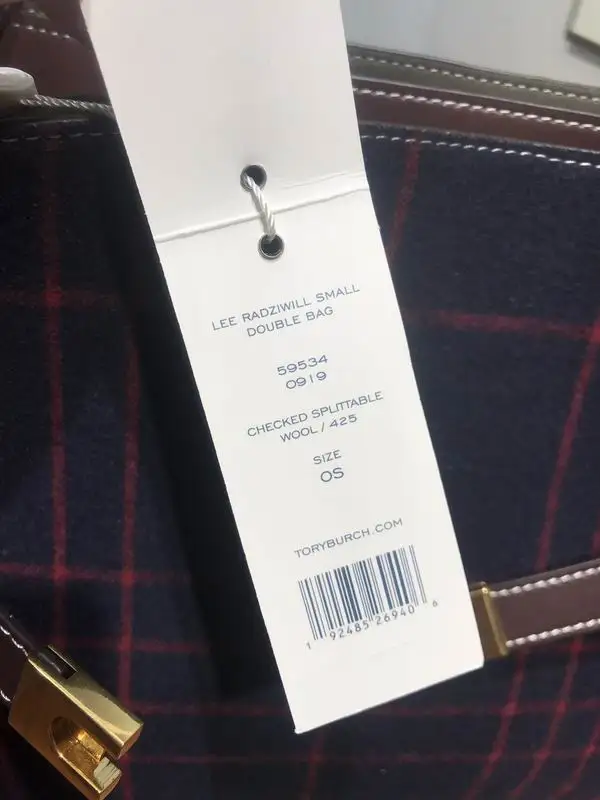 LEE RADZIWILL SMALL
DOUBLE BAG
59534
0919
CHECKED SPLITTABLE
WOOL / 425
SIZE
OS
TORYBURCH.COM
1 92485 26940 6